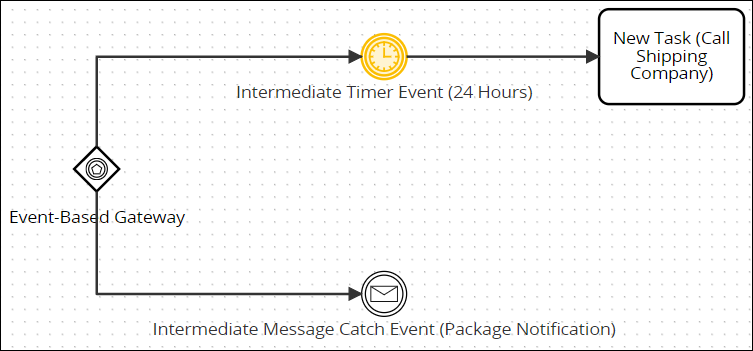 New Task (Call
Shipping
Company)
Intermediate Timer Event (24 Hours)
Event-Based Gateway
Intermediate Message Catch Event (Package Notification)